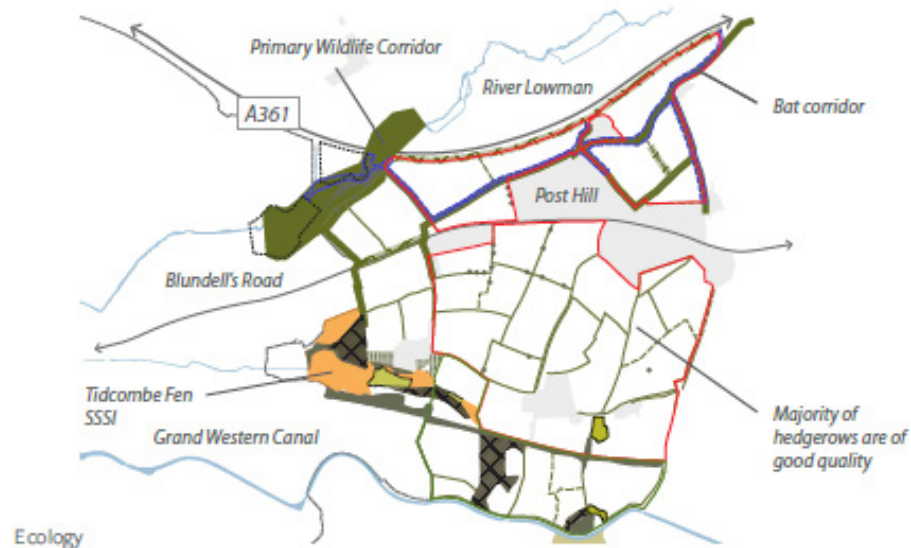 Primary Wildlife Corridor
River Lowman
A361
Bat corridor
Post Hill
Blundell's Road
Tidcombe Fen
SSSI
Grand Western Canal
Majority of
hedgerows are of
good quality
Ecology